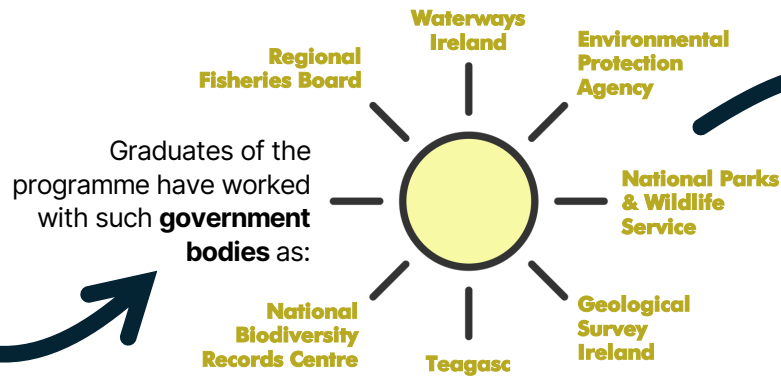 Graduates of the
programme have worked
with such government
bodies as:
Regional
Fisheries Board
Waterways
Ireland
Environmental
Protection
Agency
National Parks
& Wildlife
Service
Geological
Survey
Ireland
Teagasc
National
Biodiversity
Records Centre